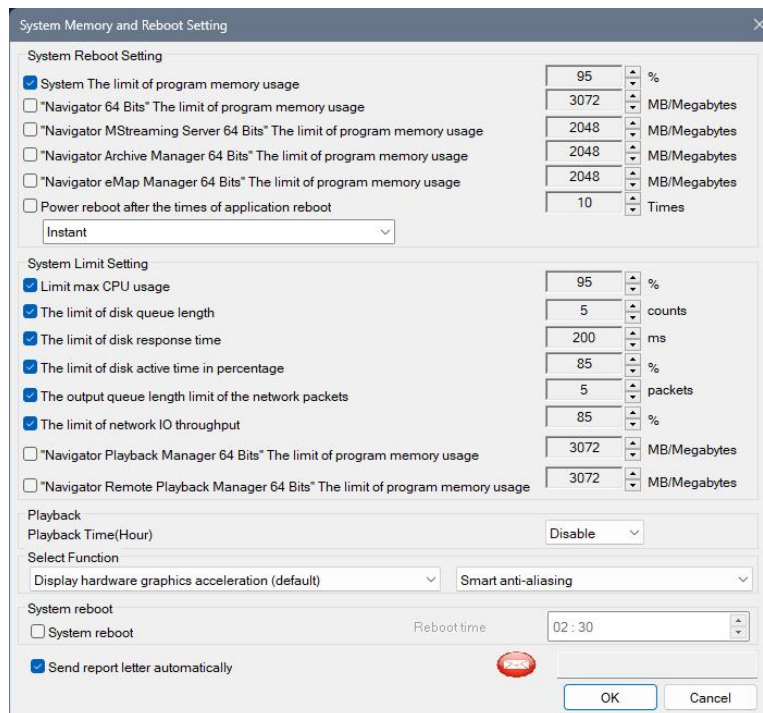 System Memory and Reboot Setting
System Reboot Setting
System The limit of program memory usage 95 %
"Navigator 64 Bits" The limit of program memory usage 3072 MB/Megabytes
"Navigator MStreaming Server 64 Bits" The limit of program memory usage 2048 MB/Megabytes
"Navigator Archive Manager 64 Bits" The limit of program memory usage 2048 MB/Megabytes
"Navigator eMap Manager 64 Bits" The limit of program memory usage 2048 MB/Megabytes
Power reboot after the times of application reboot 10 Times
Instant
System Limit Setting
Limit max CPU usage 95 %
The limit of disk queue length 5 counts
The limit of disk response time 200 ms
The limit of disk active time in percentage 85 %
The output queue length limit of the network packets 5 packets
The limit of network IO throughput 85 %
"Navigator Playback Manager 64 Bits" The limit of program memory usage 3072 MB/Megabytes
"Navigator Remote Playback Manager 64 Bits" The limit of program memory usage 3072 MB/Megabytes
Playback
Playback Time(Hour) Disable
Select Function
Display hardware graphics acceleration (default) Smart anti-aliasing
System reboot
System reboot Reboot time 02 : 30
Send report letter automatically
OK Cancel